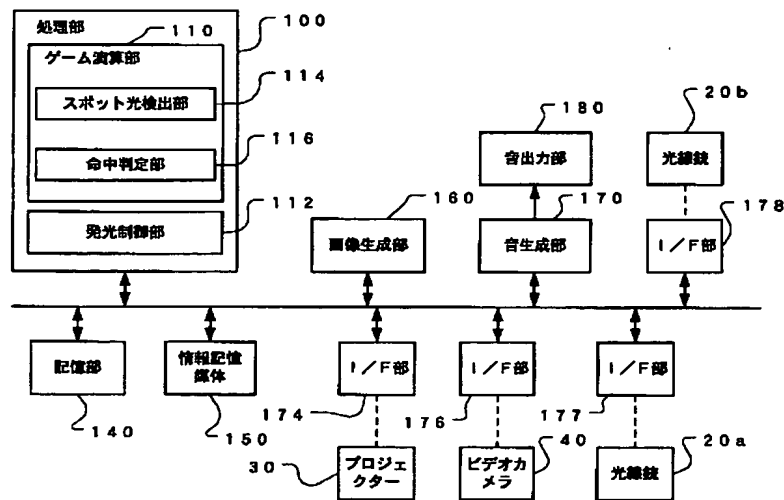 処理部
100
110
ゲーム演算部
114
スポット光検出部
116
命中判定部
112
発光制御部
160
画像生成部
180
音出力部
170
音生成部
20b
光線銃
178
I/F部
記憶部
140
情報記憶
媒体
150
I/F部
174
I/F部
176
I/F部
177
30
プロジェ
クター
40
ビデオカ
メラ
20a
光線銃